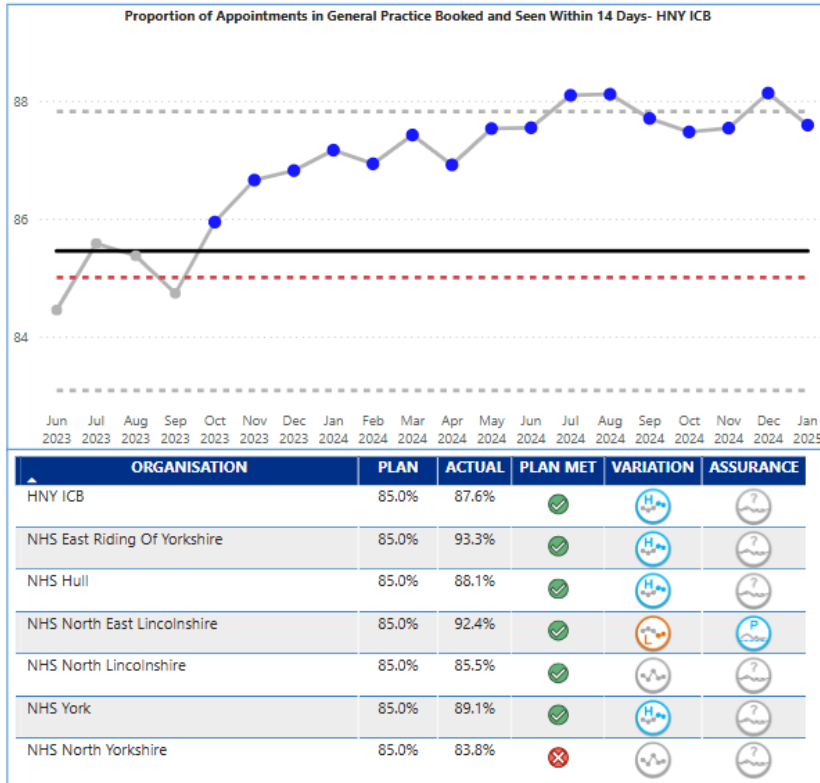 Proportion of Appointments in General Practice Booked and Seen Within 14 Days- HNY ICB
88
86
84
Jun Jul Aug Sep Oct Nov Dec Jan Feb Mar Apr May Jun Jul Aug Sep Oct Nov Dec Jan
2023 2023 2023 2023 2023 2023 2023 2024 2024 2024 2024 2024 2024 2024 2024 2024 2024 2024 2024 2025
ORGANISATION PLAN ACTUAL PLAN MET VARIATION ASSURANCE
HNY ICB 85.0% 87.6% H ?
NHS East Riding Of Yorkshire 85.0% 93.3% H ?
NHS Hull 85.0% 88.1% H ?
NHS North East Lincolnshire 85.0% 92.4% L P
NHS North Lincolnshire 85.0% 85.5% ?
NHS York 85.0% 89.1% H ?
NHS North Yorkshire 85.0% 83.8% ?